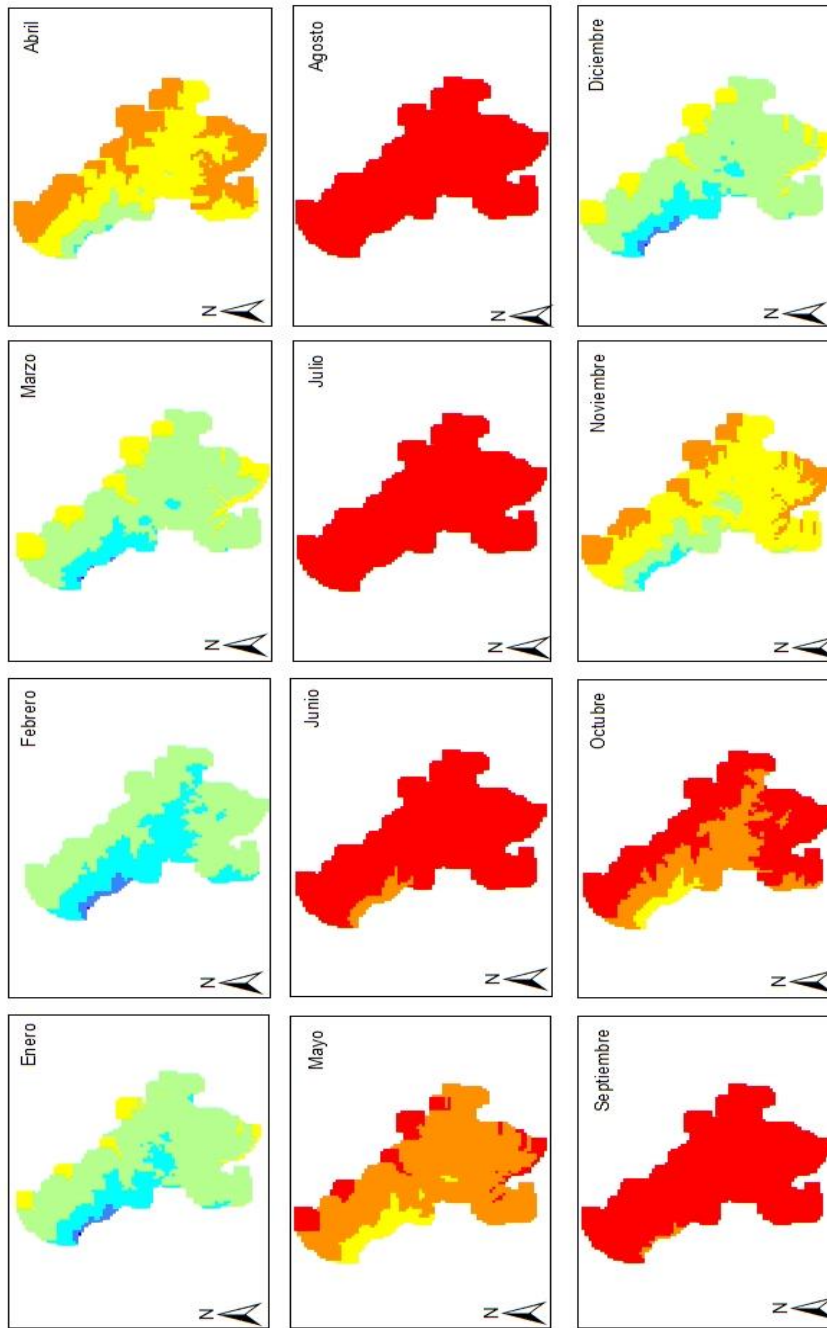 Enero
N
Febrero
N
Marzo
N
Abril
N
Mayo
N
Junio
N
Julio
N
Agosto
N
Septiembre
N
Octubre
N
Noviembre
N
Diciembre
N